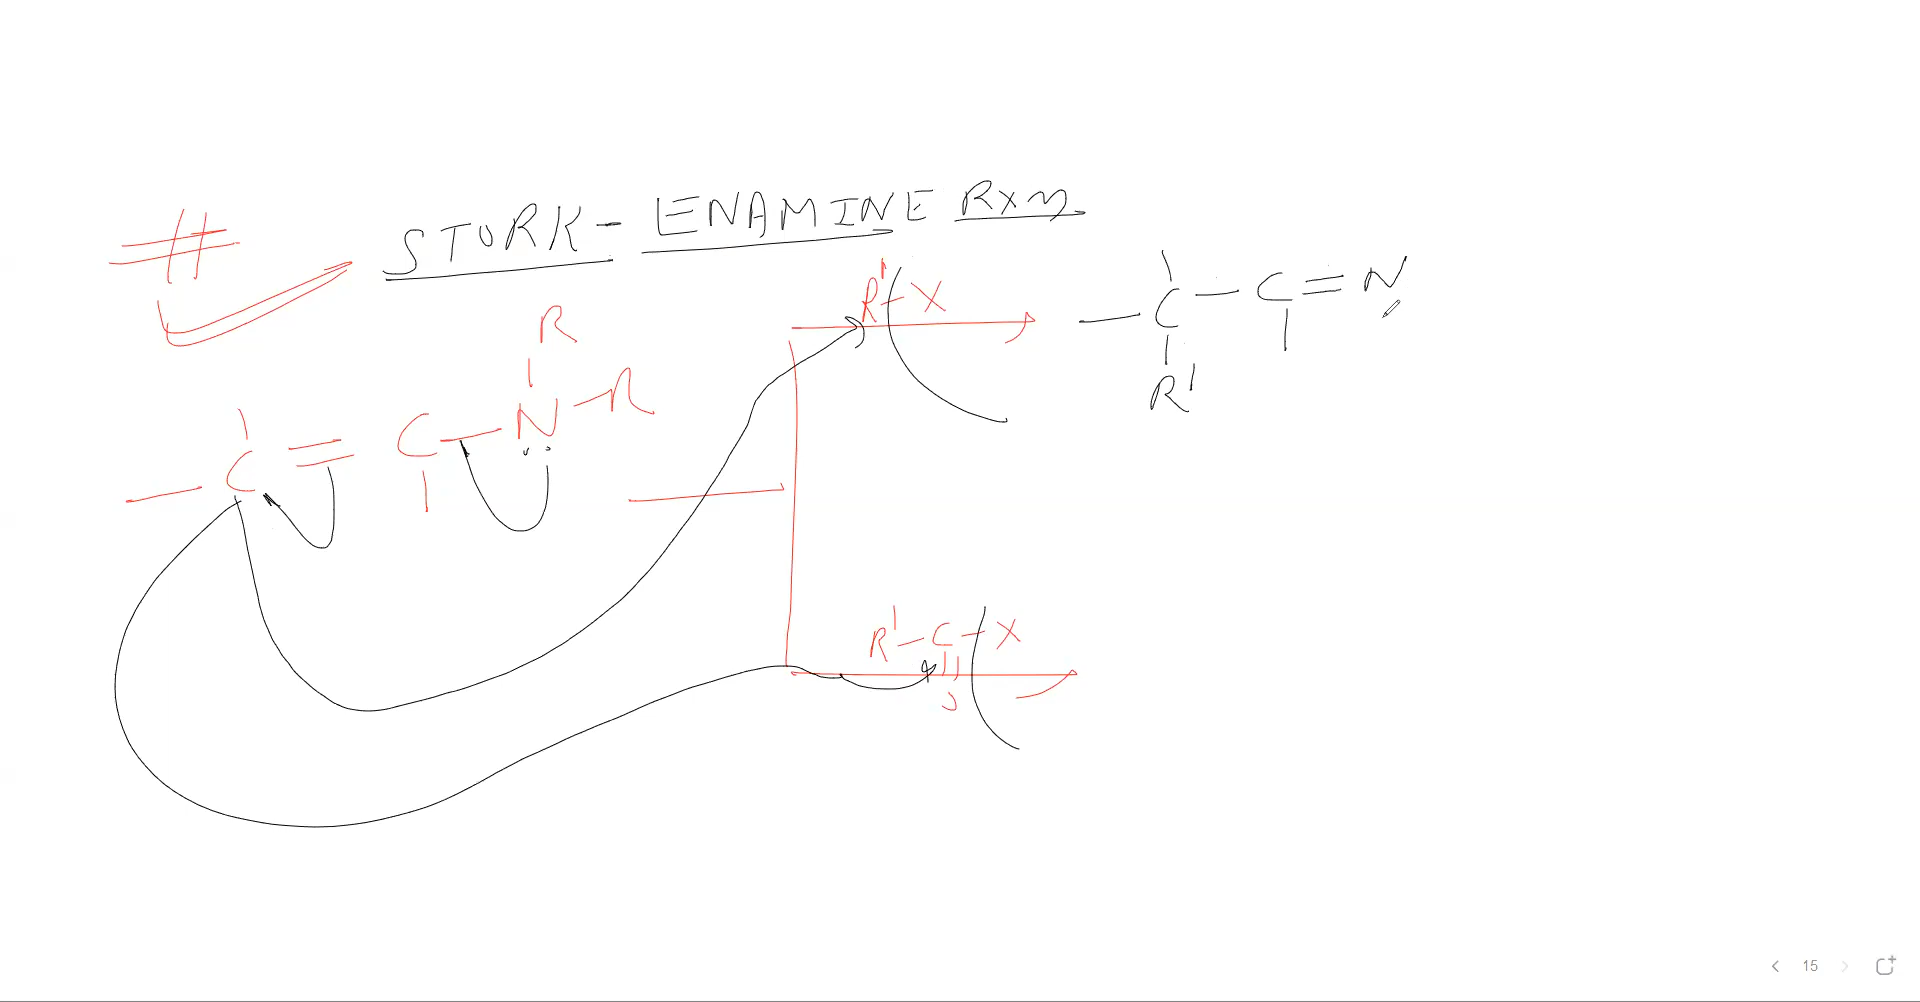 # STORK-ENAMINE RXN
R'-X
-C-C=N
R'
R
-C=C-N-R
R'-C-X
O
15